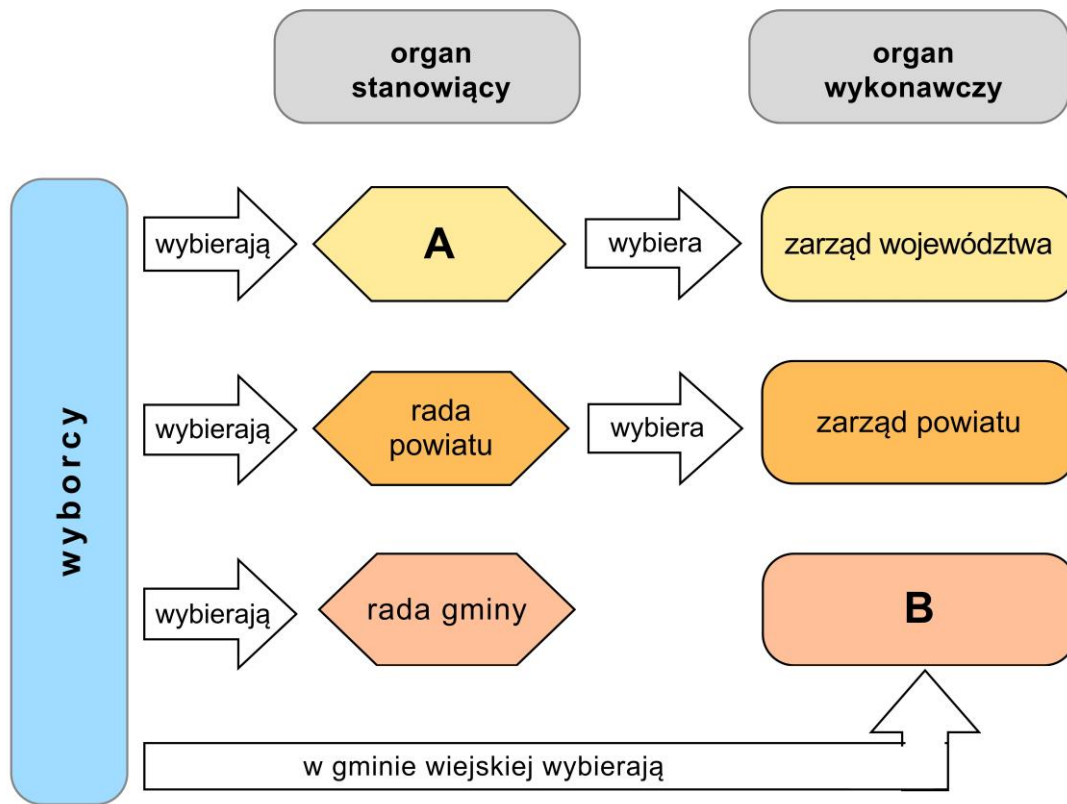 organ
stanowiący
organ
wykonawczy
wyborcy
wybierają
A
wybiera
zarząd województwa
wybierają
rada
powiatu
wybiera
zarząd powiatu
wybierają
rada gminy
B
w gminie wiejskiej wybierają